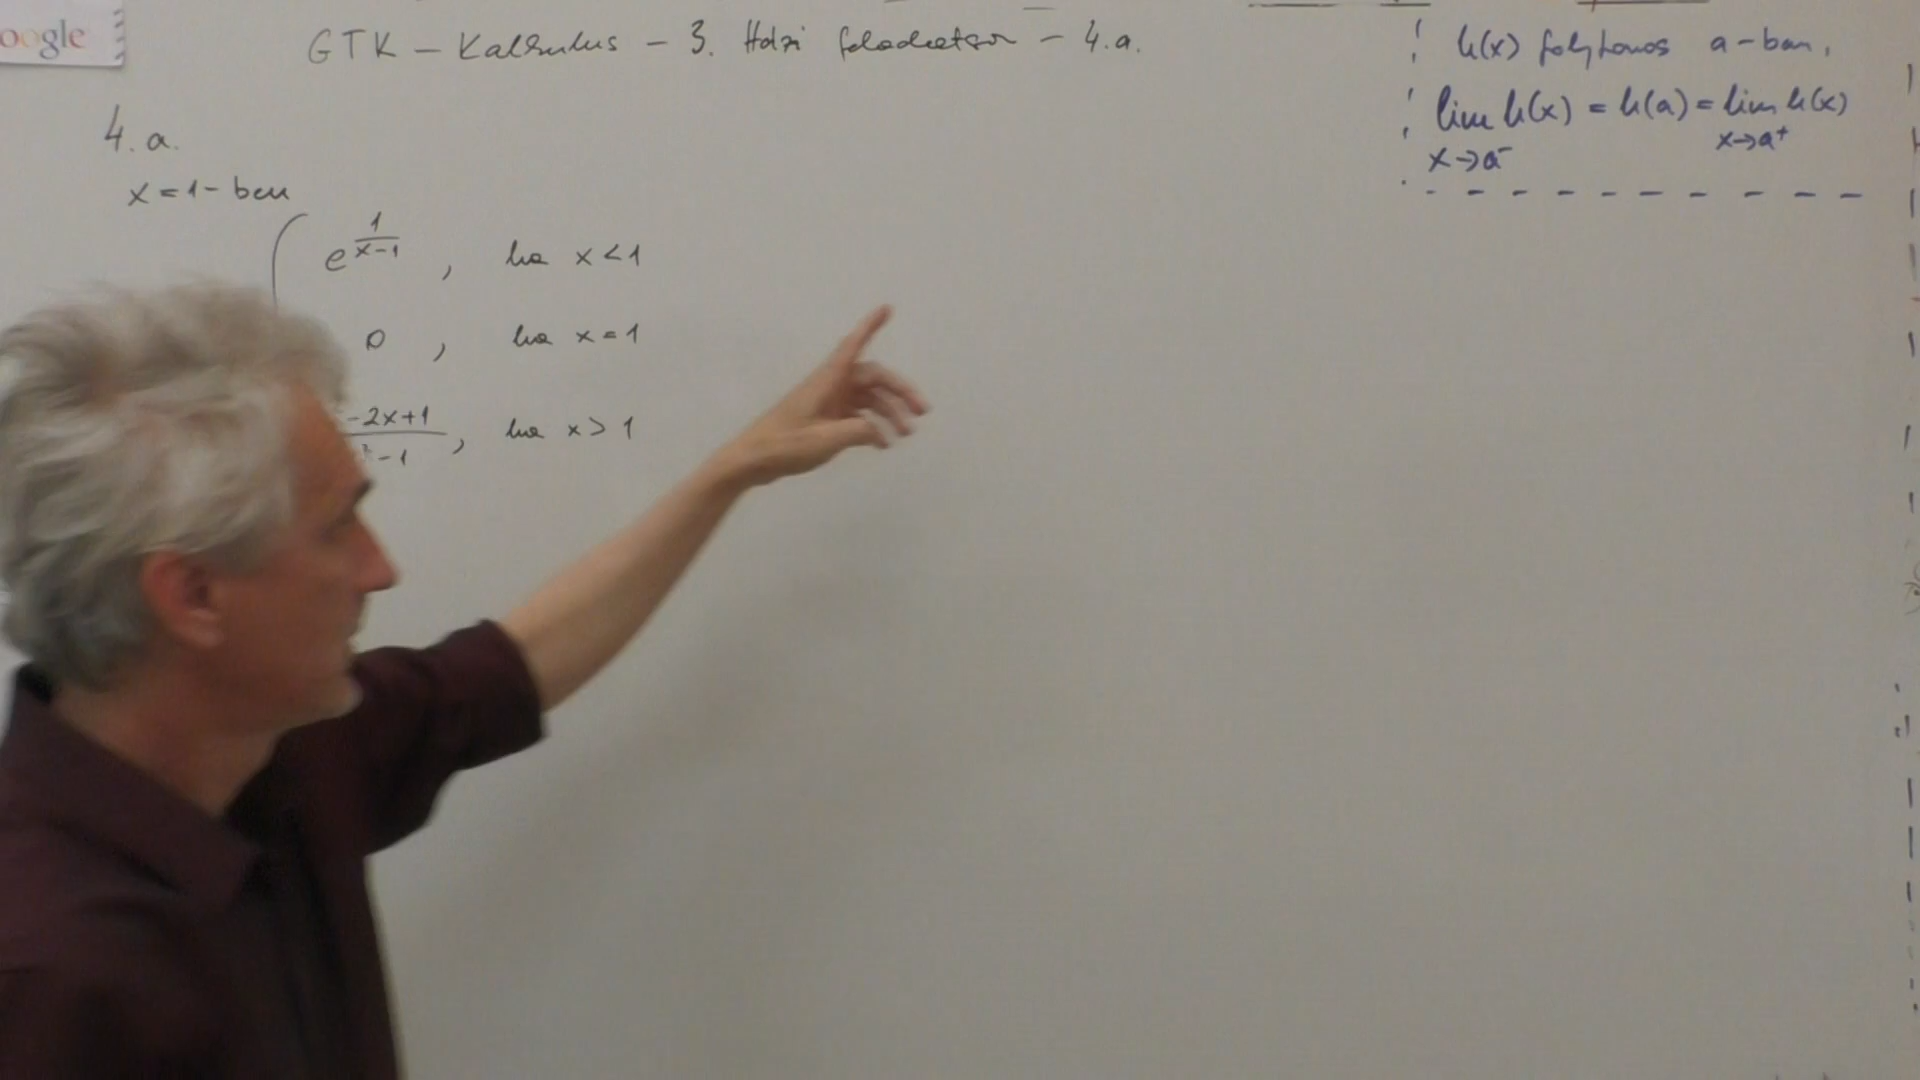 oogle
GTK - Kalkulus - 3. Házi feladatsor - 4.a.
4. a.
x = 1 - ben
e^(1/(x-1)) , ha x < 1
0 , ha x = 1
-2x+1
²-1 , ha x > 1
h(x) folytonos a-ban,
lim h(x) = h(a) = lim h(x)
x→a⁻ x→a⁺